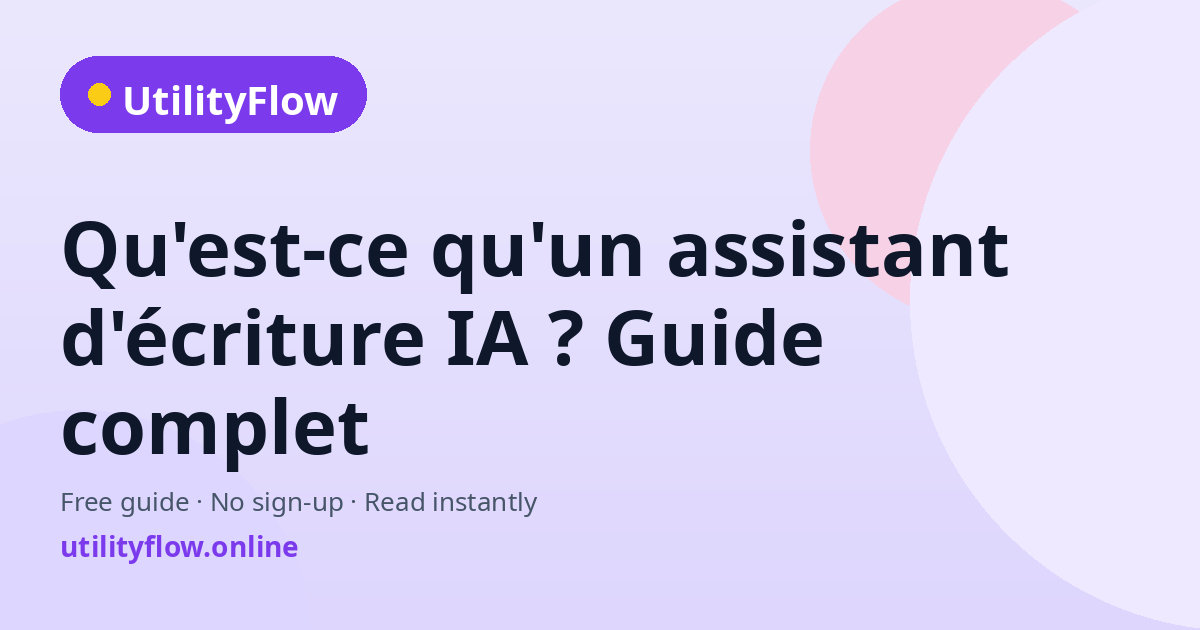 UtilityFlow
Qu'est-ce qu'un assistant
d'écriture IA ? Guide
complet
Free guide · No sign-up · Read instantly
utilityflow.online